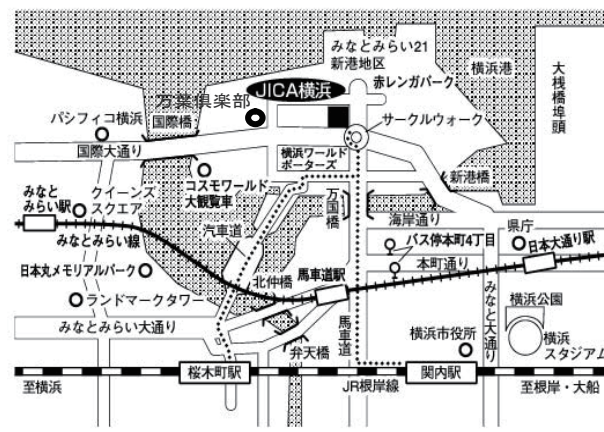 みなとみらい21
新港地区
横浜港
大桟橋埠頭
赤レンガパーク
JICA横浜
万葉倶楽部
パシフィコ横浜
国際橋
サークルウォーク
国際大通り
横浜ワールド
ポーターズ
コスモワールド
大観覧車
新港橋
万国橋
みなと
みらい駅
クイーンズ
スクエア
汽車道
海岸通り
県庁
みなとみらい線
バス停本町4丁目
日本大通り駅
日本丸メモリアルパーク
北仲橋
馬車道駅
本町通り
ランドマークタワー
みなと大通り
横浜公園
みなとみらい大通り
馬車道
横浜市役所
横浜
スタジアム
弁天橋
桜木町駅
関内駅
至横浜
JR根岸線
至根岸・大船